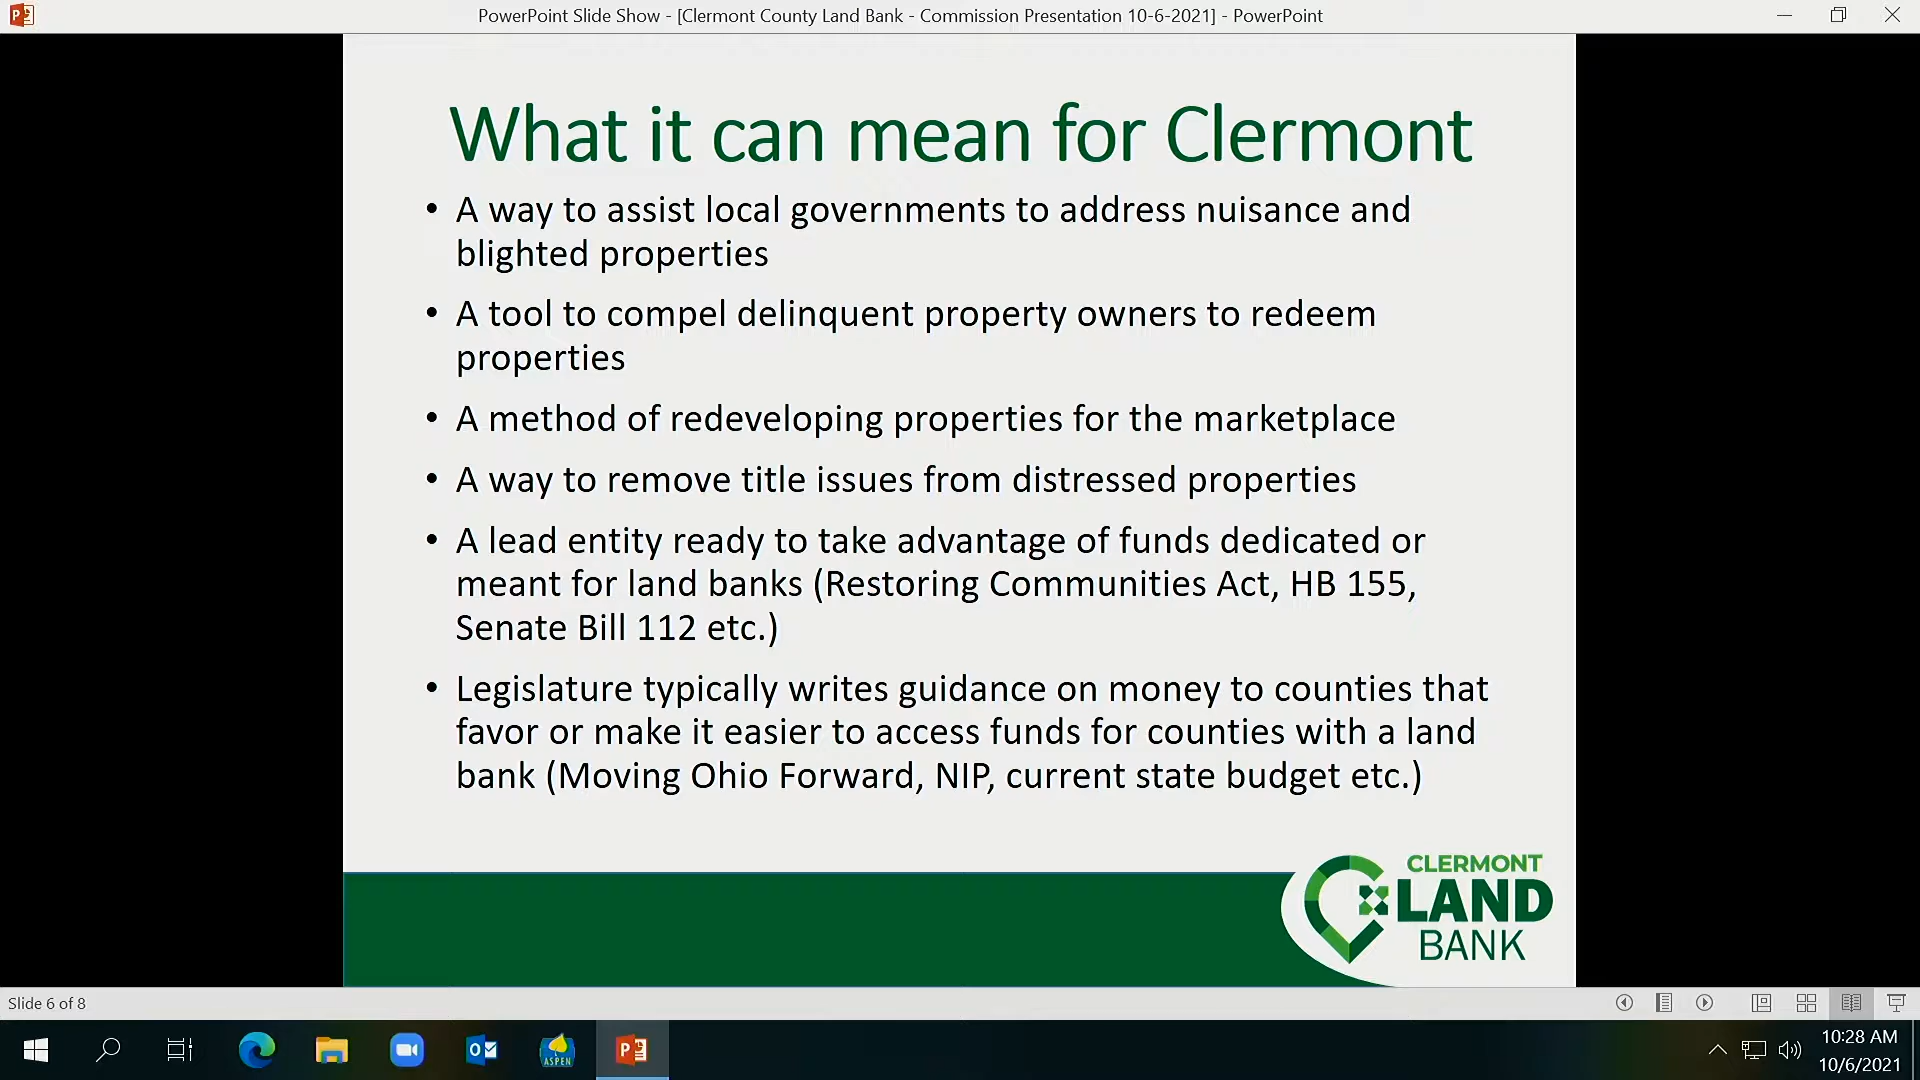 PowerPoint Slide Show - [Clermont County Land Bank - Commission Presentation 10-6-2021] - PowerPoint
What it can mean for Clermont
• A way to assist local governments to address nuisance and
blighted properties
• A tool to compel delinquent property owners to redeem
properties
• A method of redeveloping properties for the marketplace
• A way to remove title issues from distressed properties
• A lead entity ready to take advantage of funds dedicated or
meant for land banks (Restoring Communities Act, HB 155,
Senate Bill 112 etc.)
• Legislature typically writes guidance on money to counties that
favor or make it easier to access funds for counties with a land
bank (Moving Ohio Forward, NIP, current state budget etc.)
CLERMONT
LAND
BANK
Slide 6 of 8
ASPEN
10:28 AM
10/6/2021